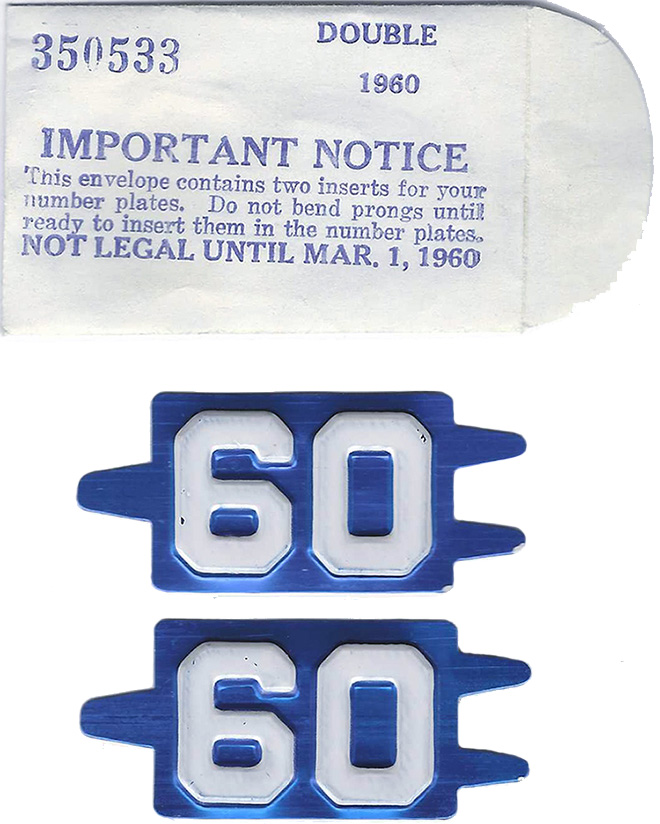 350533
DOUBLE
1960
IMPORTANT NOTICE
This envelope contains two inserts for your
number plates. Do not bend prongs until
ready to insert them in the number plates.
NOT LEGAL UNTIL MAR. 1, 1960
60
60